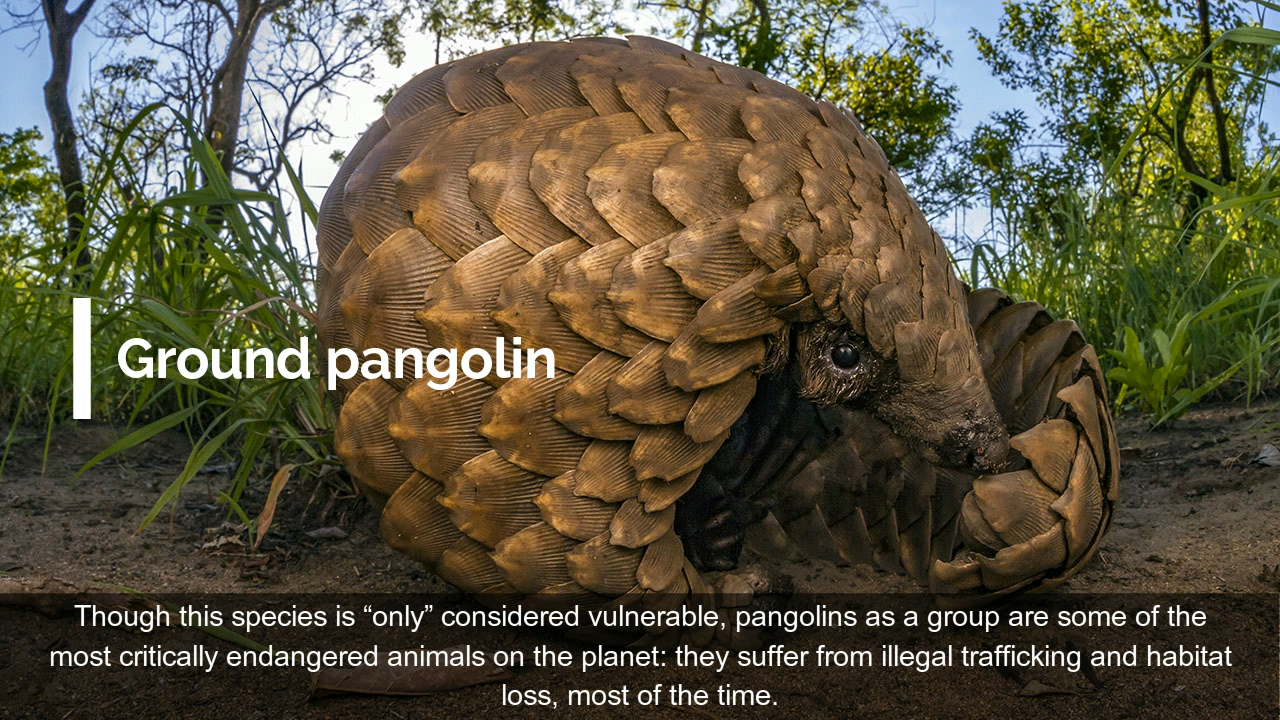 Ground pangolin
Though this species is “only” considered vulnerable, pangolins as a group are some of the
most critically endangered animals on the planet: they suffer from illegal trafficking and habitat
loss, most of the time.